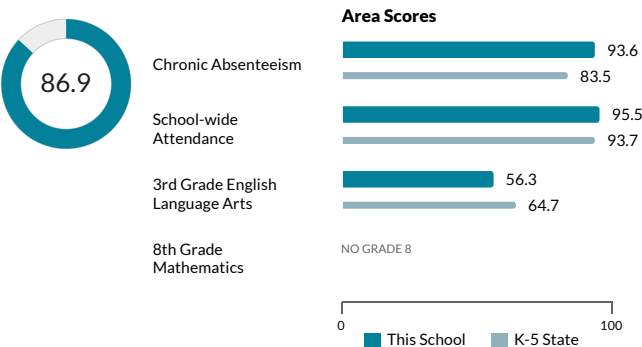 Area Scores
86.9
Chronic Absenteeism
93.6
83.5
School-wide
Attendance
95.5
93.7
3rd Grade English
Language Arts
56.3
64.7
8th Grade
Mathematics
NO GRADE 8
0
100
This School
K-5 State